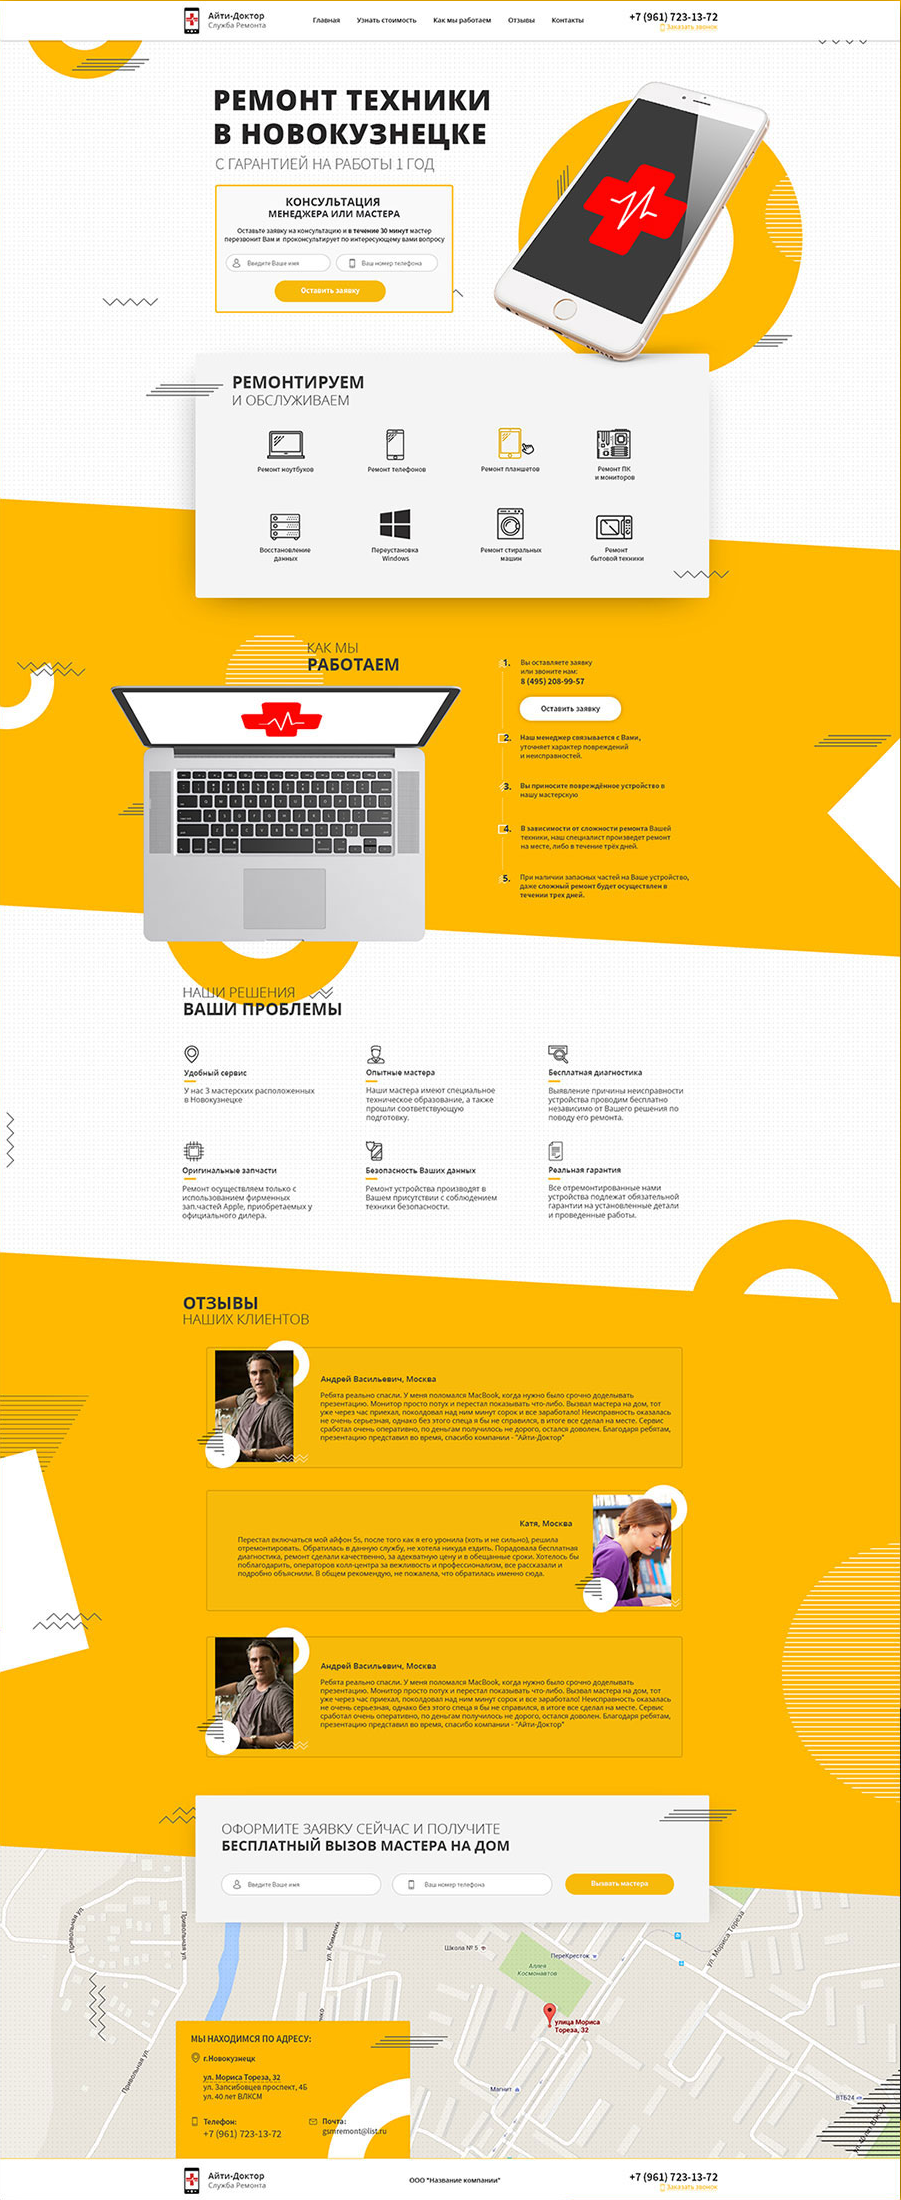 Айти-Доктор
Служба Ремонта
Главная
Узнать стоимость
Как мы работаем
Отзывы
Контакты
+7 (961) 723-13-72
Заказать звонок
РЕМОНТ ТЕХНИКИ
В НОВОКУЗНЕЦКЕ
С ГАРАНТИЕЙ НА РАБОТЫ 1 ГОД
КОНСУЛЬТАЦИЯ
МЕНЕДЖЕРА ИЛИ МАСТЕРА
Оставьте заявку на консультацию и в течение 30 минут мастер
перезвонит Вам и проконсультирует по интересующему вами вопросу
Введите Ваше имя
Ваш номер телефона
Оставить заявку
РЕМОНТИРУЕМ
И ОБСЛУЖИВАЕМ
Ремонт ноутбуков
Ремонт телефонов
Ремонт планшетов
Ремонт ПК
и мониторов
Восстановление
данных
Переустановка
Windows
Ремонт стиральных
машин
Ремонт
бытовой техники
КАК МЫ
РАБОТАЕМ
1. Вы оставляете заявку
или звоните нам:
8 (495) 208-99-57
Оставить заявку
2. Наш менеджер связывается с Вами,
уточняет характер повреждений
и неисправностей.
3. Вы приносите повреждённое устройство в
нашу мастерскую
4. В зависимости от сложности ремонта Вашей
техники, наш специалист произведет ремонт
на месте, либо в течение трёх дней.
5. При наличии запасных частей на Ваше устройство,
даже сложный ремонт будет осуществлен в
течении трех дней.
НАШИ РЕШЕНИЯ
ВАШИ ПРОБЛЕМЫ
Удобный сервис
У нас 3 мастерских расположенных
в Новокузнецке
Опытные мастера
Наши мастера имеют специальное
техническое образование, а также
прошли соответствующую
подготовку.
Бесплатная диагностика
Выявление причины неисправности
устройства проводим бесплатно
независимо от Вашего решения по
поводу его ремонта.
Оригинальные запчасти
Ремонт осуществляем только с
использованием фирменных
зап.частей Apple, приобретаемых у
официального дилера.
Безопасность Ваших данных
Ремонт устройства производят в
Вашем присутствии с соблюдением
техники безопасности.
Реальная гарантия
Все отремонтированные нами
устройства подлежат обязательной
гарантии на установленные детали
и проведенные работы.
ОТЗЫВЫ
НАШИХ КЛИЕНТОВ
Андрей Васильевич, Москва
Ребята реально спасли. У меня поломался MacBook, когда нужно было срочно доделывать
презентацию. Монитор просто потух и перестал показывать что-либо. Вызвал мастера на дом, тот
уже через час приехал, поколдовал над ним минут сорок и все заработало! Неисправность оказалась
не очень серьезная, однако без этого спеца я бы не справился, в итоге все сделал на месте. Сервис
сработал очень оперативно, по деньгам получилось не дорого, остался доволен. Благодаря ребятам,
презентацию представил во время, спасибо компании - "Айти-Доктор"
Катя, Москва
Перестал включаться мой айфон 5s, после того как я его уронила (хоть и не сильно), решила
отремонтировать. Обратилась в данную службу, не хотела никуда ездить. Порадовала бесплатная
диагностика, ремонт сделали качественно, за адекватную цену и в обещанные сроки. Хотелось бы
поблагодарить, операторов колл-центра за вежливость и профессионализм, все рассказали и
подробно объяснили. В общем рекомендую, не пожалела, что обратилась именно сюда.
Андрей Васильевич, Москва
Ребята реально спасли. У меня поломался MacBook, когда нужно было срочно доделывать
презентацию. Монитор просто потух и перестал показывать что-либо. Вызвал мастера на дом, тот
уже через час приехал, поколдовал над ним минут сорок и все заработало! Неисправность оказалась
не очень серьезная, однако без этого спеца я бы не справился, в итоге все сделал на месте. Сервис
сработал очень оперативно, по деньгам получилось не дорого, остался доволен. Благодаря ребятам,
презентацию представил во время, спасибо компании - "Айти-Доктор"
ОФОРМИТЕ ЗАЯВКУ СЕЙЧАС И ПОЛУЧИТЕ
БЕСПЛАТНЫЙ ВЫЗОВ МАСТЕРА НА ДОМ
Введите Ваше имя
Ваш номер телефона
Вызвать мастера
Привольная ул.
Привольная ул.
ул. Клименко
ул. Мориса Тореза
Школа № 5
ПереКресток
Аллея
Космонавтов
улица Мориса
Тореза, 32
Привольная ул.
Магнит
ВТБ24
ул. 40 лет ВЛКСМ
МЫ НАХОДИМСЯ ПО АДРЕСУ:
г.Новокузнецк
ул. Мориса Тореза, 32
ул. Запсибовцев проспект, 4Б
ул. 40 лет ВЛКСМ
Телефон:
+7 (961) 723-13-72
Почта:
gsmremont@list.ru
Айти-Доктор
Служба Ремонта
ООО "Название компании"
+7 (961) 723-13-72
Заказать звонок